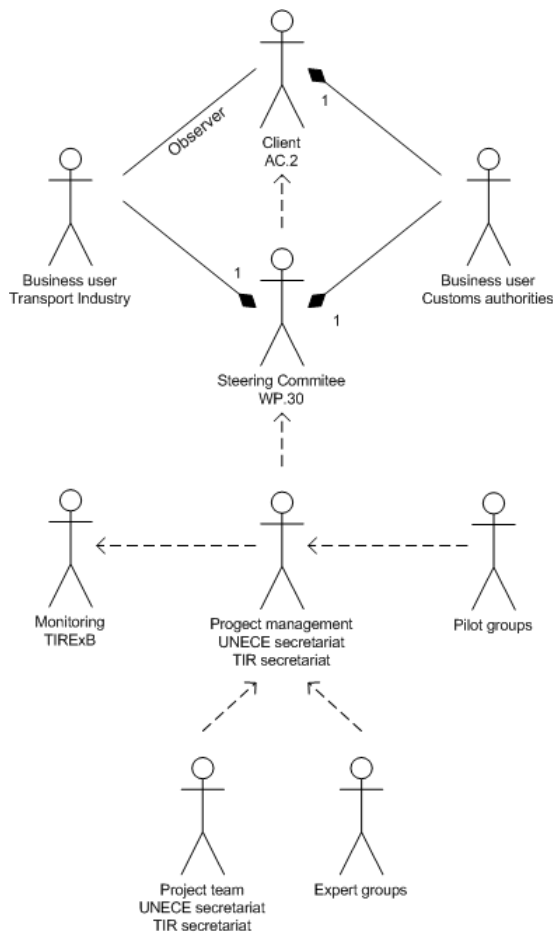 Client
AC.2
Observer
1
Business user
Transport Industry
Business user
Customs authorities
1
1
Steering Commitee
WP.30
Monitoring
TIRExB
Progect management
UNECE secretariat
TIR secretariat
Pilot groups
Project team
UNECE secretariat
TIR secretariat
Expert groups